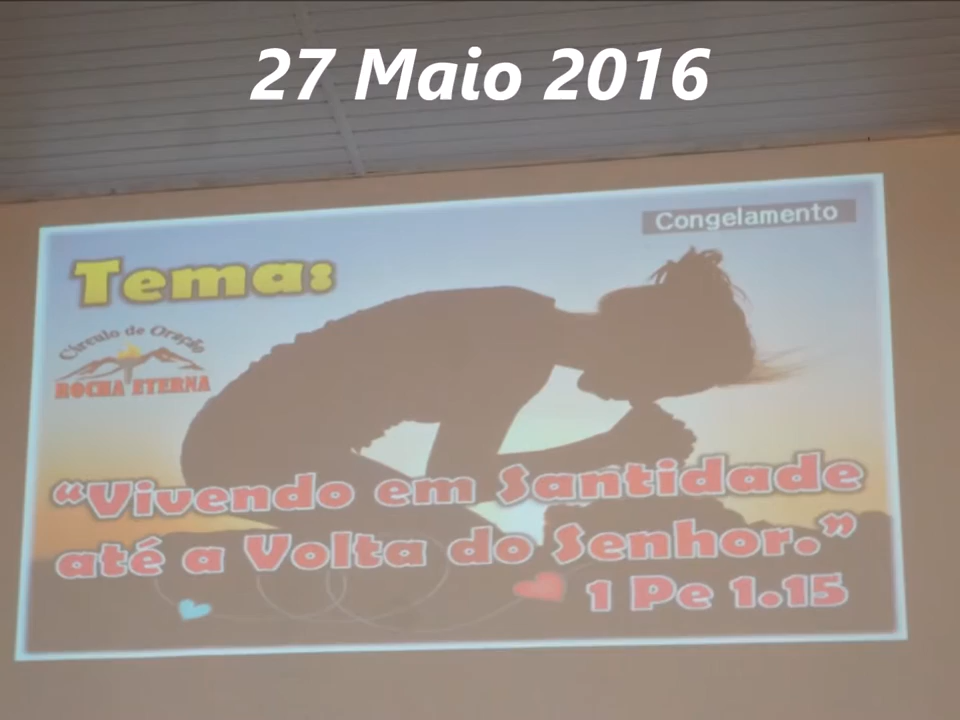 27 Maio 2016
Congelamento
Tema:
Círculo de Oração
ROCHA ETERNA
“Vivendo em Santidade
até a Volta do Senhor.”
1 Pe 1.15